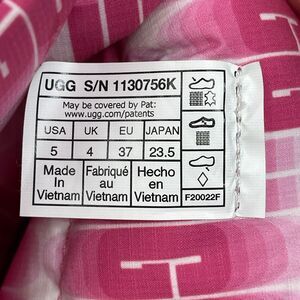 UGG S/N 1130756K
May be covered by Pat:
www.ugg.com/patents
USA UK EU JAPAN
5 4 37 23.5
Made In Vietnam
Fabriqué au Vietnam
Hecho en Vietnam
F20022F